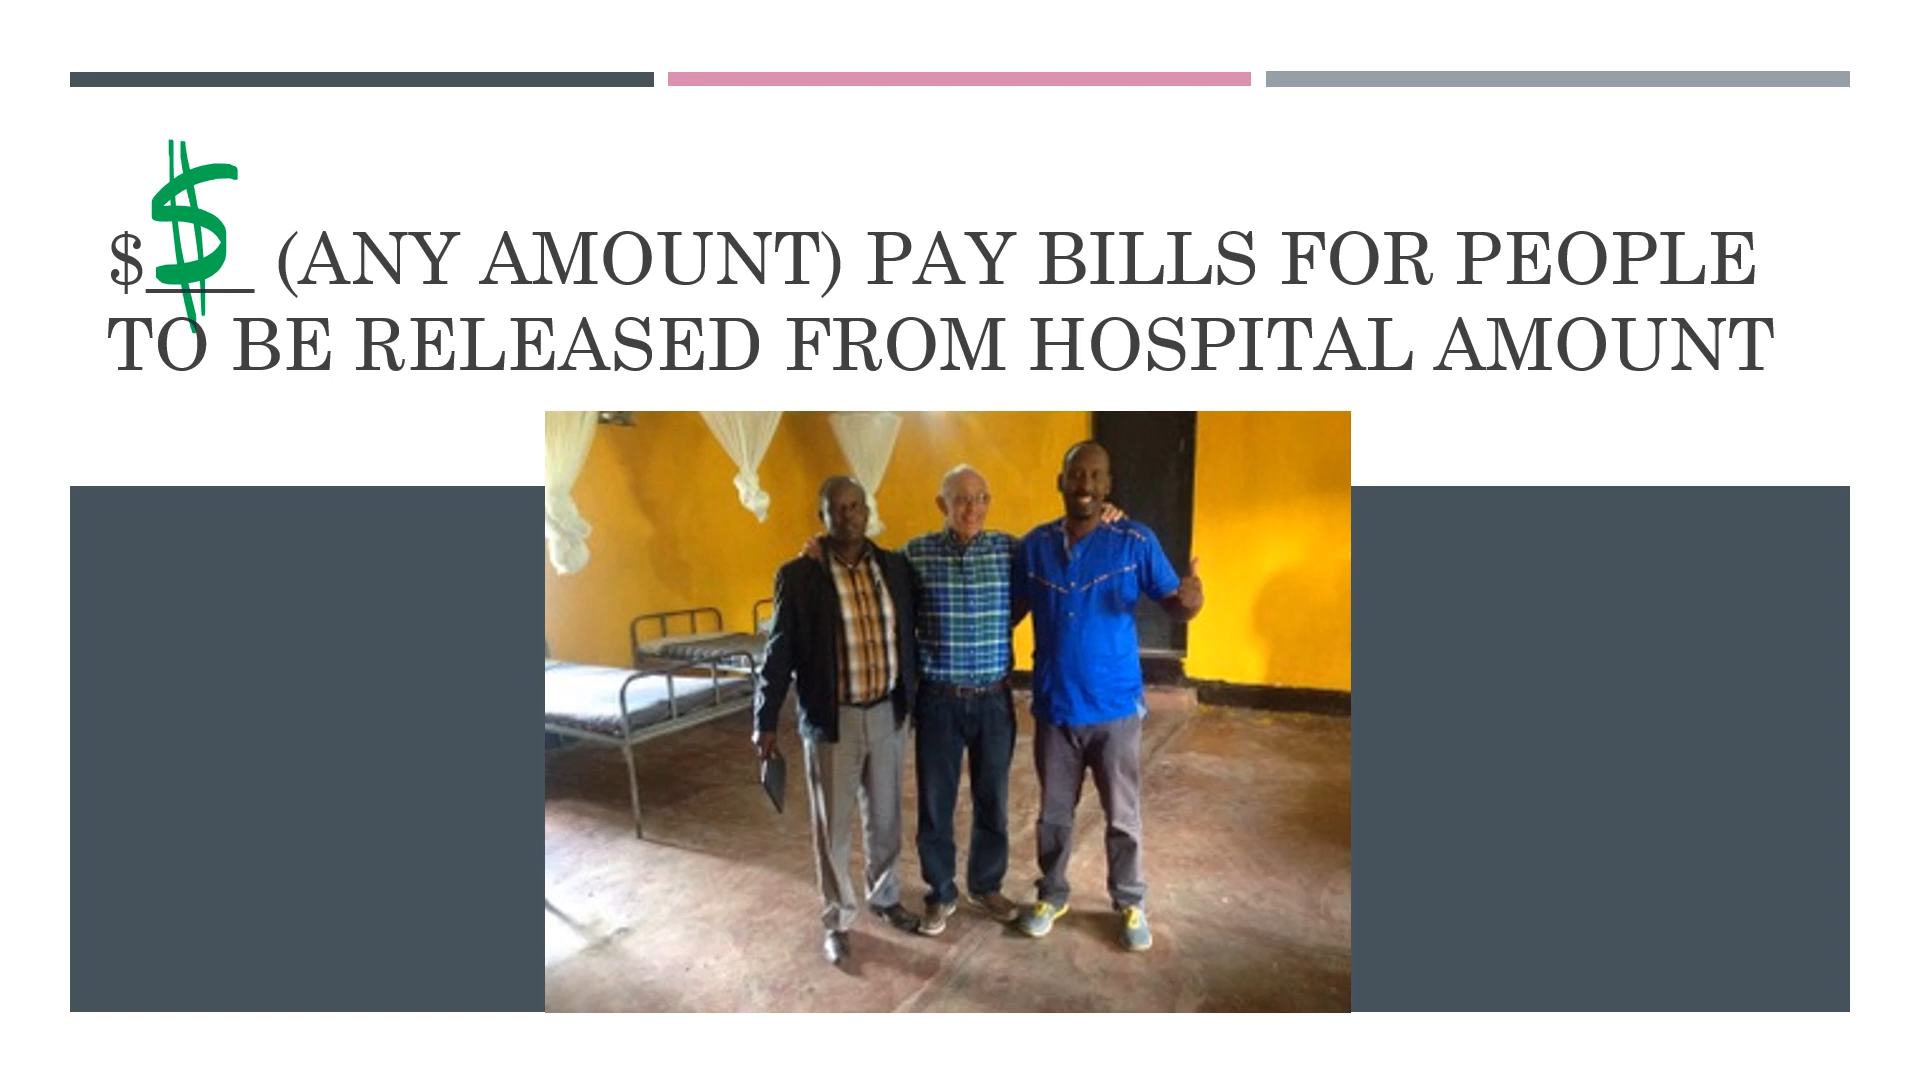 $___ (ANY AMOUNT) PAY BILLS FOR PEOPLE
TO BE RELEASED FROM HOSPITAL AMOUNT